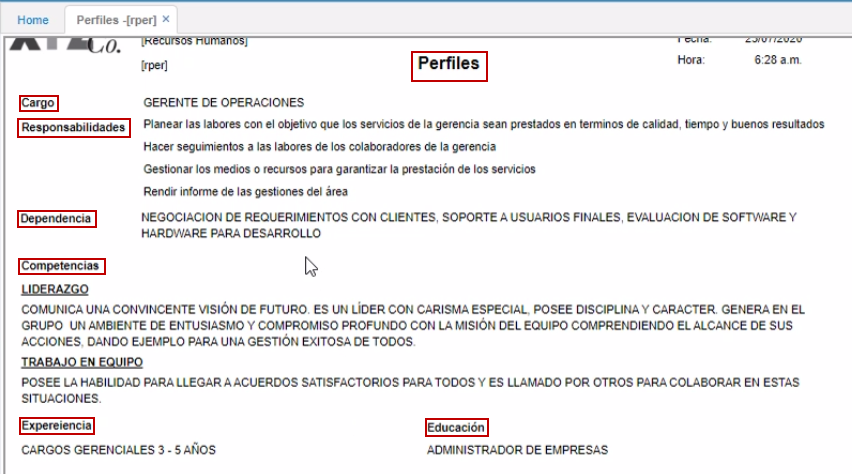 Home
Perfiles -[rper] ×
XYZ Co.
[Recursos Humanos]
Fecha: 23/07/2020
[rper]
Perfiles
Hora: 6:28 a.m.
Cargo
GERENTE DE OPERACIONES
Responsabilidades
Planear las labores con el objetivo que los servicios de la gerencia sean prestados en terminos de calidad, tiempo y buenos resultados
Hacer seguimientos a las labores de los colaboradores de la gerencia
Gestionar los medios o recursos para garantizar la prestación de los servicios
Rendir informe de las gestiones del área
Dependencia
NEGOCIACION DE REQUERIMIENTOS CON CLIENTES, SOPORTE A USUARIOS FINALES, EVALUACION DE SOFTWARE Y
HARDWARE PARA DESARROLLO
Competencias
LIDERAZGO
COMUNICA UNA CONVINCENTE VISIÓN DE FUTURO. ES UN LÍDER CON CARISMA ESPECIAL, POSEE DISCIPLINA Y CARACTER. GENERA EN EL
GRUPO UN AMBIENTE DE ENTUSIASMO Y COMPROMISO PROFUNDO CON LA MISIÓN DEL EQUIPO COMPRENDIENDO EL ALCANCE DE SUS
ACCIONES, DANDO EJEMPLO PARA UNA GESTIÓN EXITOSA DE TODOS.
TRABAJO EN EQUIPO
POSEE LA HABILIDAD PARA LLEGAR A ACUERDOS SATISFACTORIOS PARA TODOS Y ES LLAMADO POR OTROS PARA COLABORAR EN ESTAS
SITUACIONES.
Expereiencia
Educación
CARGOS GERENCIALES 3 - 5 AÑOS
ADMINISTRADOR DE EMPRESAS